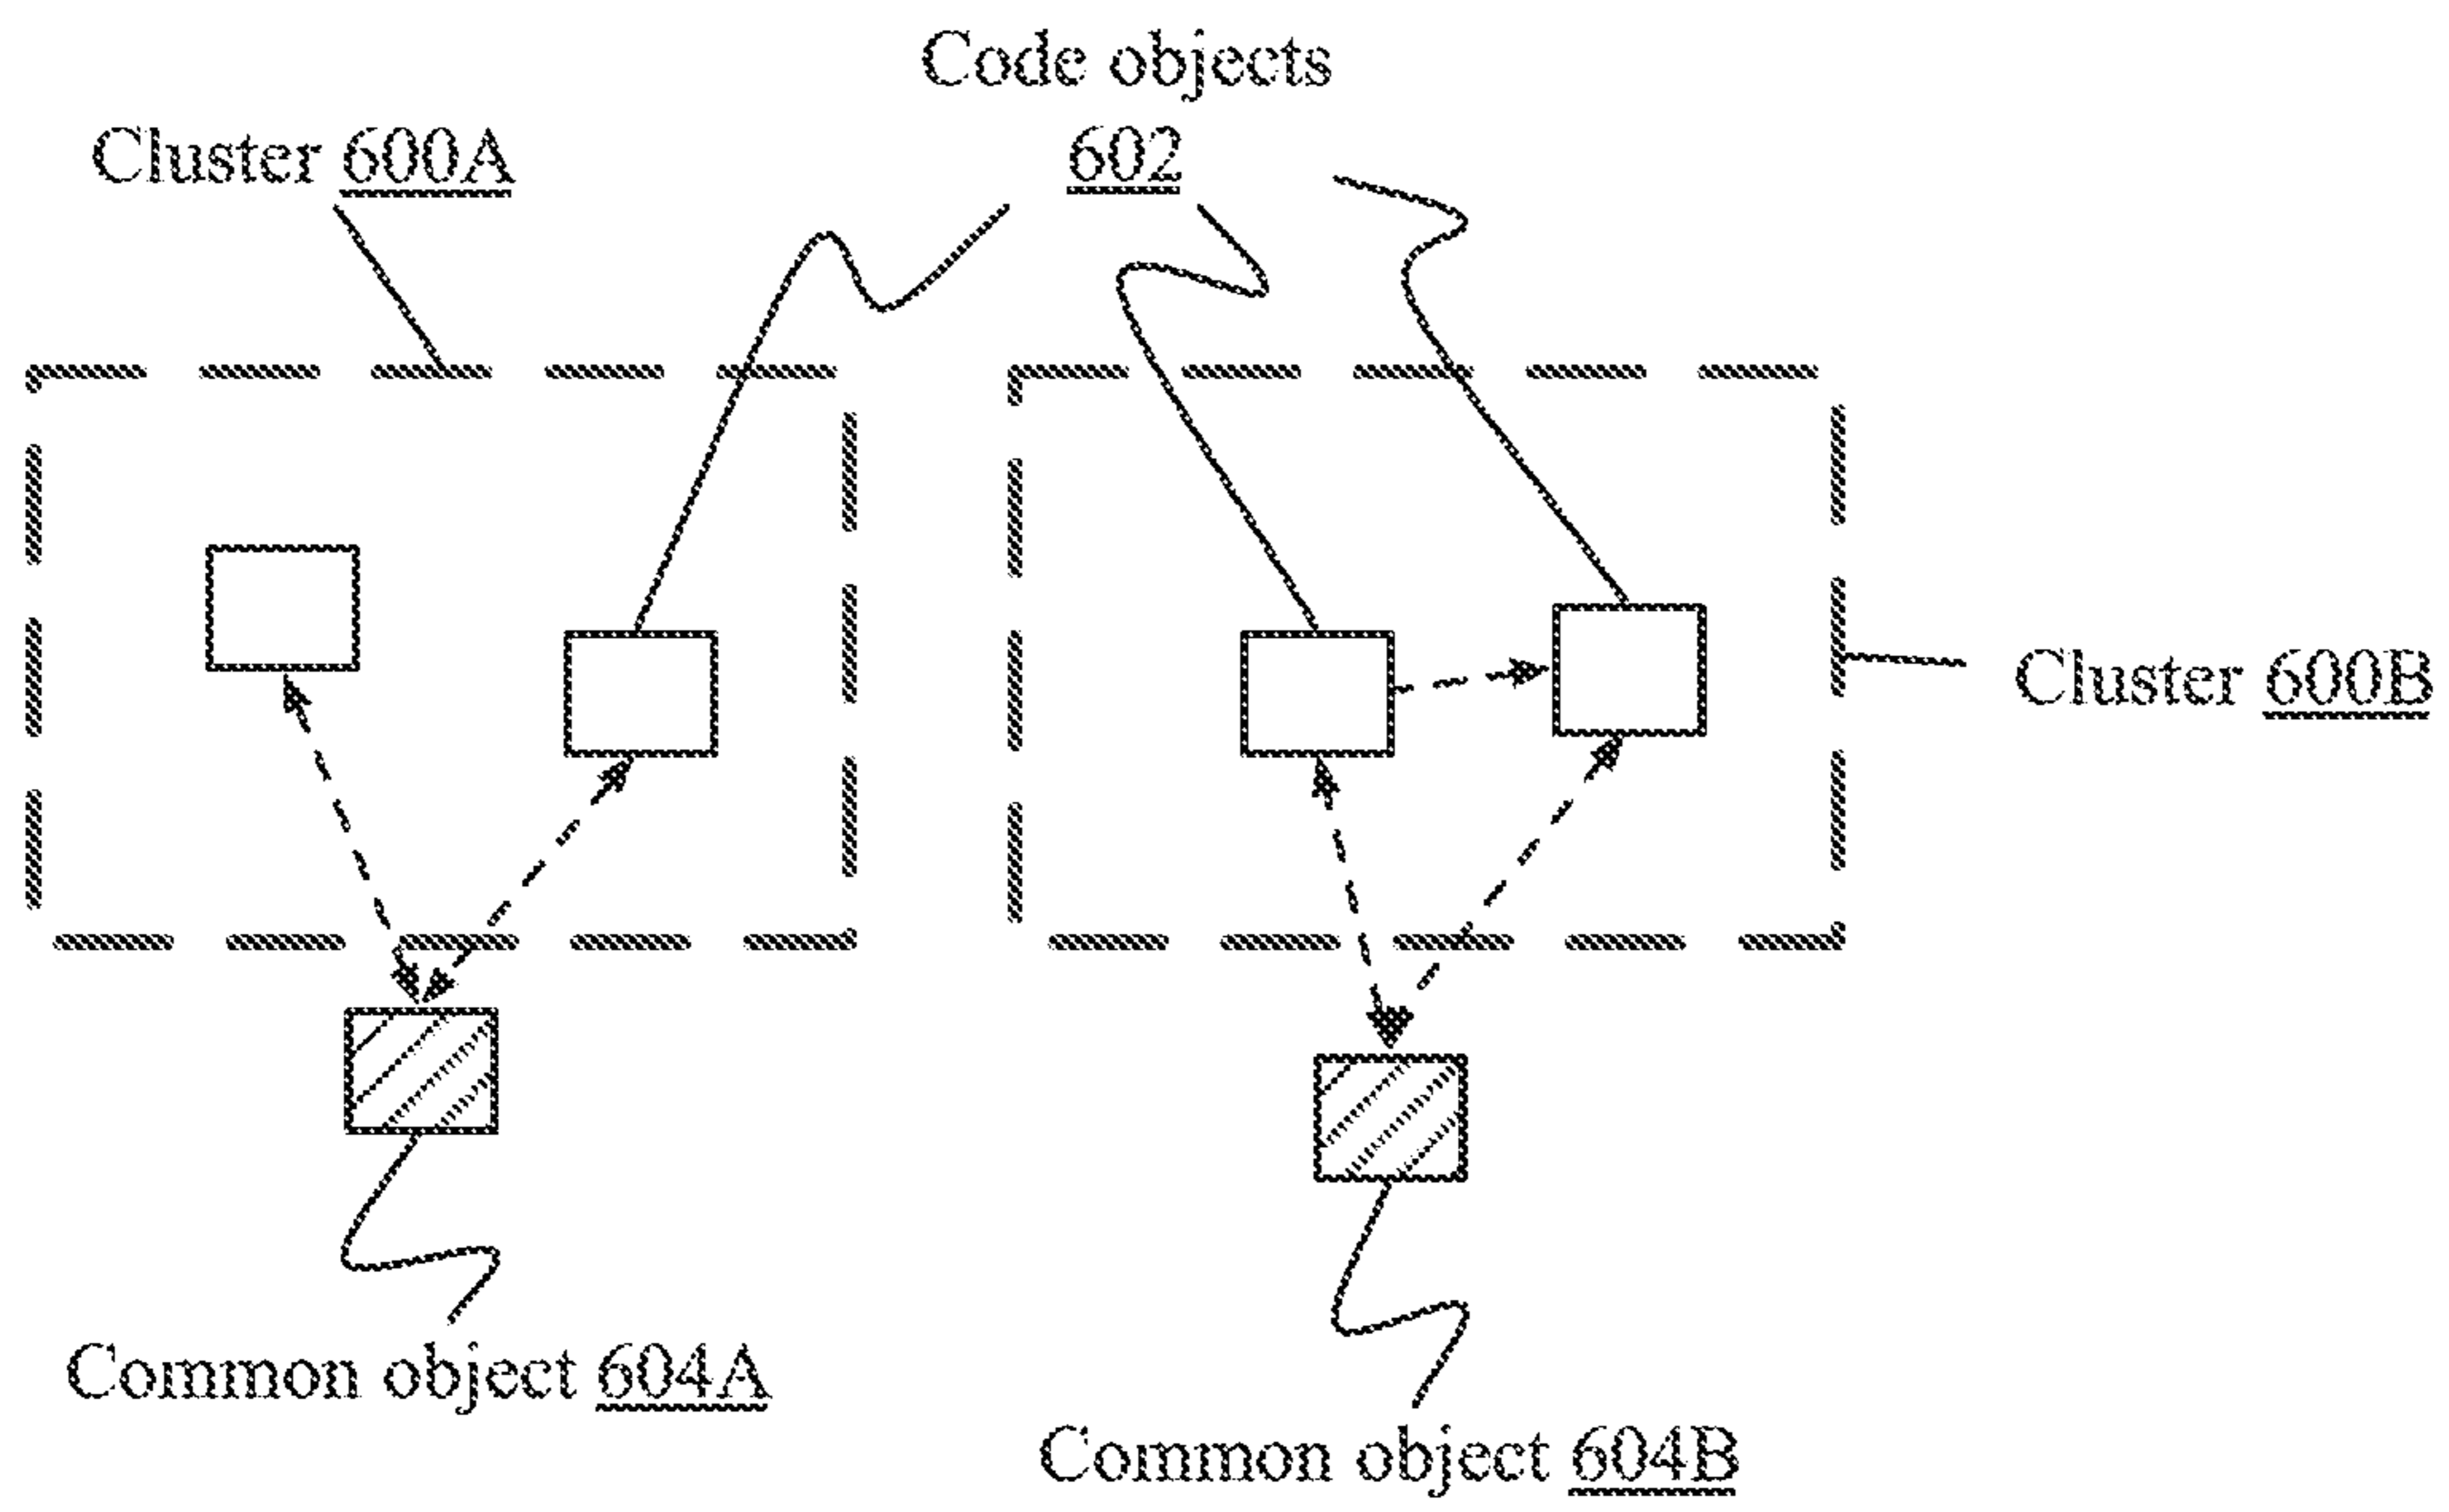 Code objects
602
Cluster 600A
Cluster 600B
Common object 604A
Common object 604B